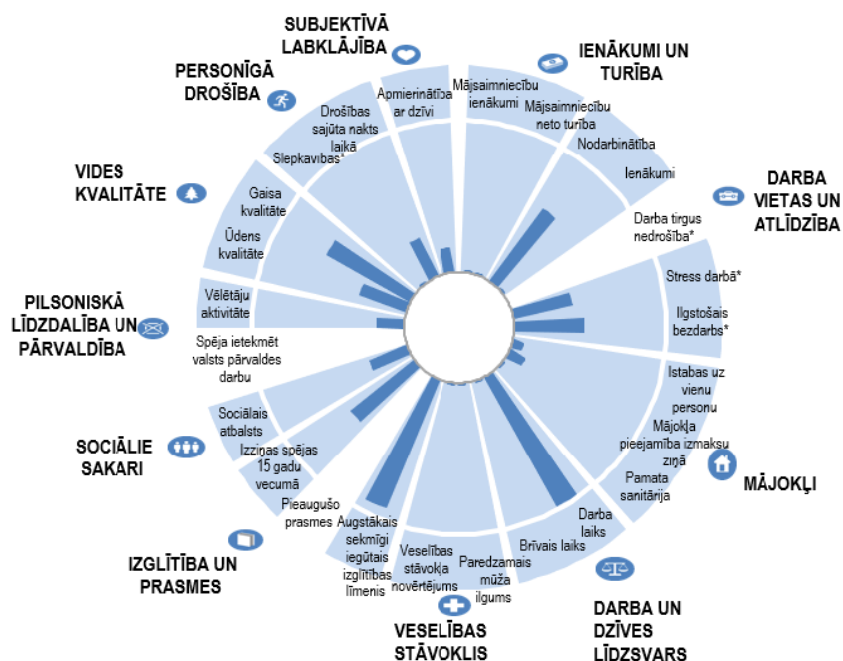 SUBJEKTĪVĀ
LABKLĀJĪBA
IENĀKUMI UN
TURĪBA
PERSONĪGĀ
DROŠĪBA
Apmierinātība
ar dzīvi
Mājsaimniecību
ienākumi
Mājsaimniecību
neto turība
Drošības
sajūta nakts
laikā
Slepkavības*
Nodarbinātība
Ienākumi
VIDES
KVALITĀTE
Gaisa
kvalitāte
Ūdens
kvalitāte
DARBA
VIETAS UN
ATLĪDZĪBA
Darba tirgus
nedrošība*
Stress darbā*
Ilgstošais
bezdarbs*
PILSONISKĀ
LĪDZDALĪBA UN
PĀRVALDĪBA
Vēlētāju
aktivitāte
Spēja ietekmēt
valsts pārvaldes
darbu
Istabas uz
vienu
personu
Mājokļa
pieejamība izmaksu
ziņā
Pamata
sanitārija
MĀJOKĻI
SOCIĀLIE
SAKARI
Sociālais
atbalsts
Izziņas spējas
15 gadu
vecumā
Pieaugušo
prasmes
IZGLĪTĪBA UN
PRASMES
Augstākais
sekmīgi
iegūtais
izglītības
līmenis
Veselības
stāvokļa
novērtējums
Paredzamais
mūža
ilgums
Brīvais laiks
Darba
laiks
VESELĪBAS
STĀVOKLIS
DARBA UN
DZĪVES
LĪDZSVARS